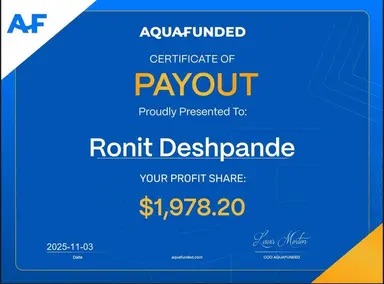 AF
AQUAFUNDED
CERTIFICATE OF
PAYOUT
Proudly Presented To:
Ronit Deshpande
YOUR PROFIT SHARE:
$1,978.20
2025-11-03
Date
aquafunded.com
COO AQUAFUNDED